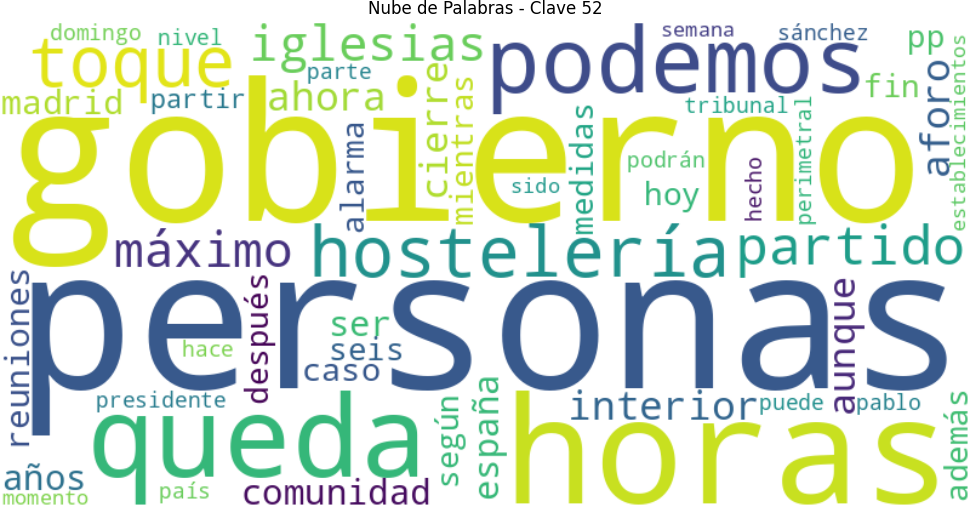 Nube de Palabras - Clave 52
domingo
nivel
iglesias
podemos
semana
sánchez
pp
toque
parte
fin
madrid
partir
ahora
cierre
mientras
tribunal
aforo
establecimientos
gobierno
alarma
medidas
podrán
perimetral
sido
hoy
hecho
máximo
hostelería
partido
personas
reuniones
después
ser
hace
seis
caso
aunque
presidente
queda
horas
según
españa
interior
puede
pablo
además
años
momento
país
comunidad